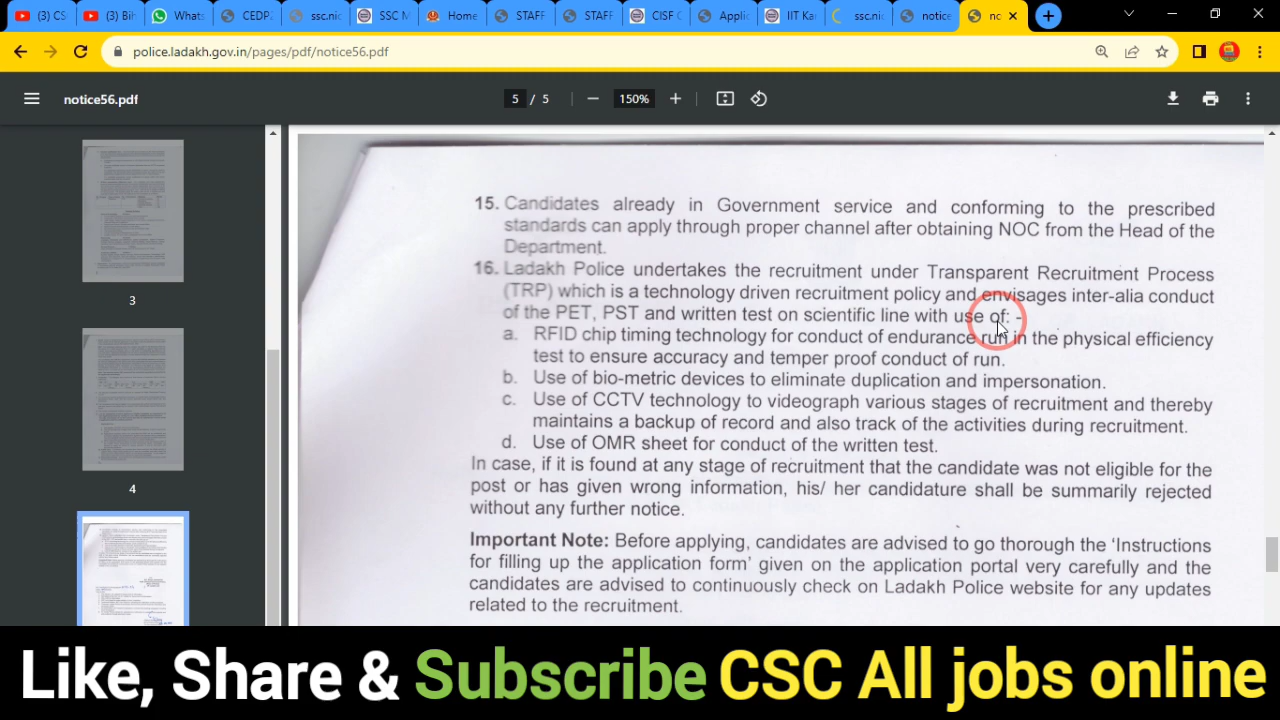 (3) CS
(3) Bih
Whats
CEDP
ssc.nic
SSC M
Home
STAFF
STAFF
CISF C
Applic
IIT Kar
ssc.ni
notice
police.ladakh.gov.in/pages/pdf/notice56.pdf
notice56.pdf
5 / 5
150%
3
4
15. Candidates already in Government service and conforming to the prescribed
standards can apply through proper channel after obtaining NOC from the Head of the
Department.
16. Ladakh Police undertakes the recruitment under Transparent Recruitment Process
(TRP) which is a technology driven recruitment policy and envisages inter-alia conduct
of the PET, PST and written test on scientific line with use of: -
a. RFID chip timing technology for conduct of endurance run in the physical efficiency
test to ensure accuracy and temper proof conduct of run.
b. Use of bio-metric devices to eliminate duplication and impersonation.
c. Use of CCTV technology to videograph various stages of recruitment and thereby
maintains a backup of record and also track of the activities during recruitment.
d. Use of OMR sheet for conduct of the written test.
In case, if it is found at any stage of recruitment that the candidate was not eligible for the
post or has given wrong information, his/ her candidature shall be summarily rejected
without any further notice.
Important Note: Before applying, candidates are advised to go thorough the 'Instructions
for filling up the application form' given on the application portal very carefully and the
candidates are advised to continuously check on Ladakh Police website for any updates
related to the recruitment.
Like, Share & Subscribe CSC All jobs online